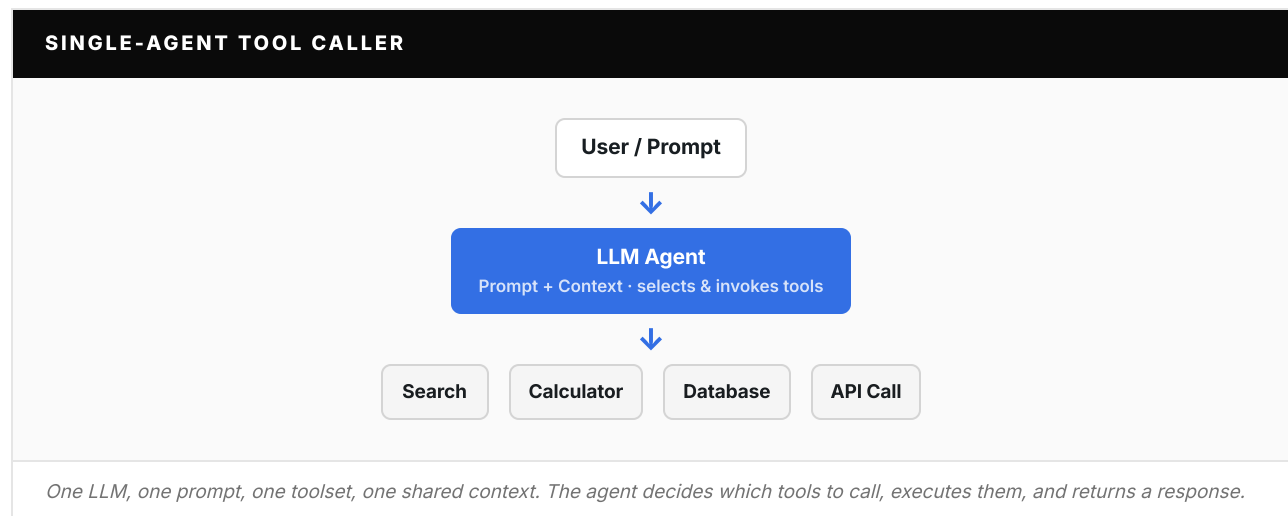 SINGLE-AGENT TOOL CALLER
User / Prompt
LLM Agent
Prompt + Context · selects & invokes tools
Search
Calculator
Database
API Call
One LLM, one prompt, one toolset, one shared context. The agent decides which tools to call, executes them, and returns a response.